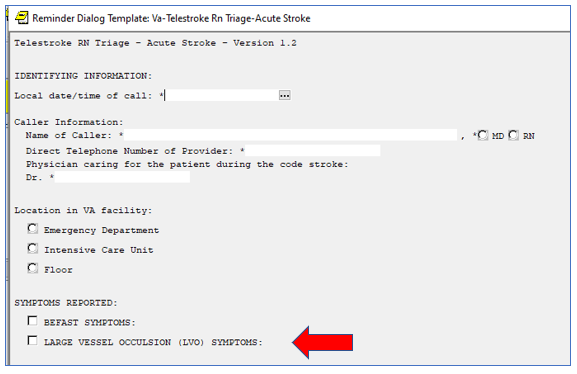 Reminder Dialog Template: Va-Telestroke Rn Triage-Acute Stroke
Telestroke RN Triage - Acute Stroke - Version 1.2
IDENTIFYING INFORMATION:
Local date/time of call: * ...
Caller Information:
Name of Caller: * , * MD RN
Direct Telephone Number of Provider: *
Physician caring for the patient during the code stroke:
Dr. *
Location in VA facility:
Emergency Department
Intensive Care Unit
Floor
SYMPTOMS REPORTED:
BEFAST SYMPTOMS:
LARGE VESSEL OCCULSION (LVO) SYMPTOMS: